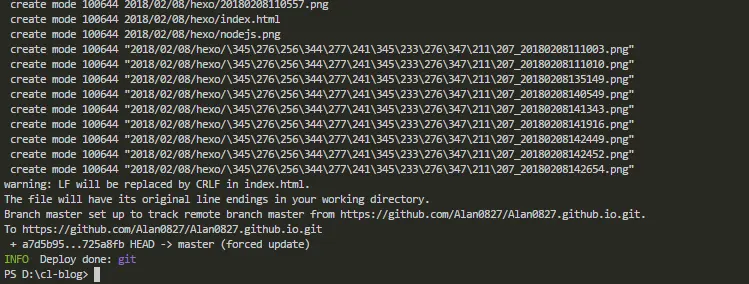 create mode 100644 2018/02/08/hexo/20180208110557.png
create mode 100644 2018/02/08/hexo/index.html
create mode 100644 2018/02/08/hexo/nodejs.png
create mode 100644 "2018/02/08/hexo/\345\276\256\344\277\241\345\233\276\347\211\207_20180208111003.png"
create mode 100644 "2018/02/08/hexo/\345\276\256\344\277\241\345\233\276\347\211\207_20180208111010.png"
create mode 100644 "2018/02/08/hexo/\345\276\256\344\277\241\345\233\276\347\211\207_20180208135149.png"
create mode 100644 "2018/02/08/hexo/\345\276\256\344\277\241\345\233\276\347\211\207_20180208140549.png"
create mode 100644 "2018/02/08/hexo/\345\276\256\344\277\241\345\233\276\347\211\207_20180208141343.png"
create mode 100644 "2018/02/08/hexo/\345\276\256\344\277\241\345\233\276\347\211\207_20180208141916.png"
create mode 100644 "2018/02/08/hexo/\345\276\256\344\277\241\345\233\276\347\211\207_20180208142449.png"
create mode 100644 "2018/02/08/hexo/\345\276\256\344\277\241\345\233\276\347\211\207_20180208142452.png"
create mode 100644 "2018/02/08/hexo/\345\276\256\344\277\241\345\233\276\347\211\207_20180208142654.png"
warning: LF will be replaced by CRLF in index.html.
The file will have its original line endings in your working directory.
Branch master set up to track remote branch master from https://github.com/Alan0827/Alan0827.github.io.git.
To https://github.com/Alan0827/Alan0827.github.io.git
+ a7d5b95...725a8fb HEAD -> master (forced update)
INFO  Deploy done: git
PS D:\cl-blog>